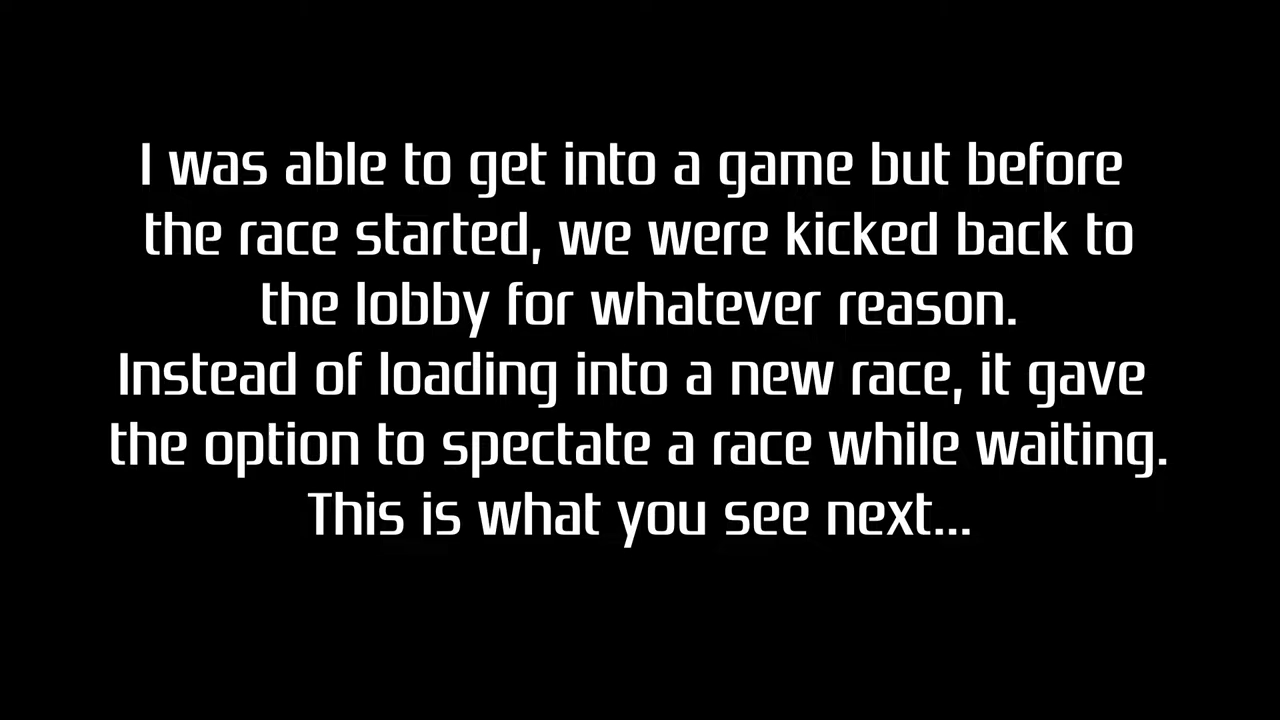 I was able to get into a game but before
the race started, we were kicked back to
the lobby for whatever reason.
Instead of loading into a new race, it gave
the option to spectate a race while waiting.
This is what you see next...